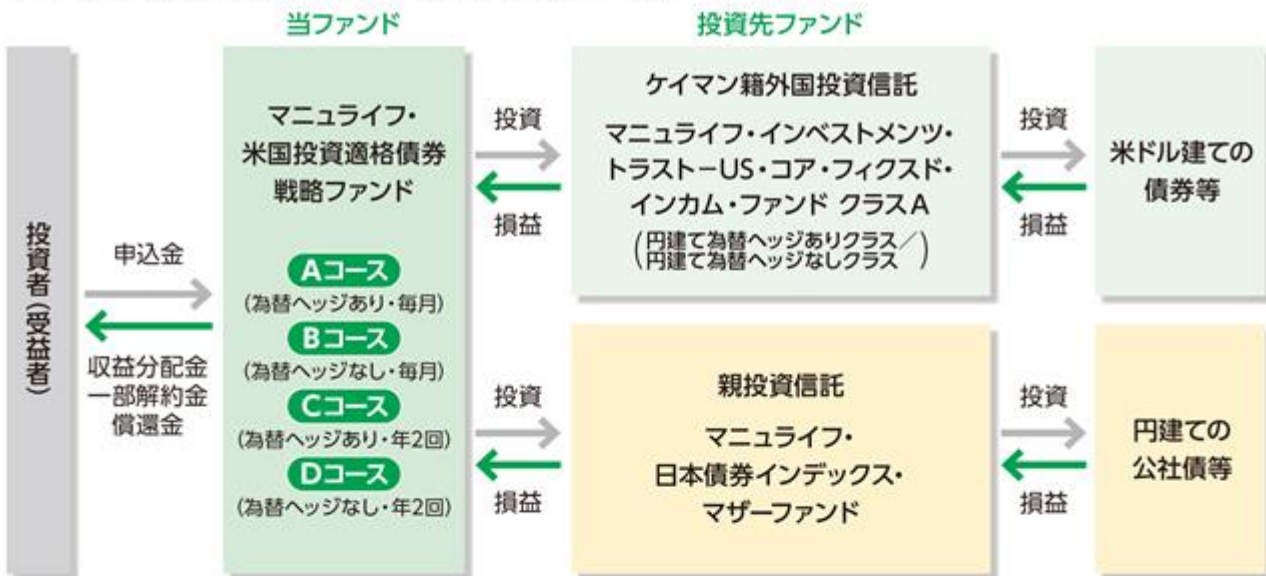 当ファンド
投資先ファンド
投資者(受益者)
申込金
収益分配金
一部解約金
償還金
マニュライフ・
米国投資適格債券
戦略ファンド
Aコース
(為替ヘッジあり・毎月)
Bコース
(為替ヘッジなし・毎月)
Cコース
(為替ヘッジあり・年2回)
Dコース
(為替ヘッジなし・年2回)
投資
損益
ケイマン籍外国投資信託
マニュライフ・インベストメンツ・
トラスト－US・コア・フィクスド・
インカム・ファンド クラスA
(円建て為替ヘッジありクラス／
円建て為替ヘッジなしクラス)
投資
損益
米ドル建ての
債券等
投資
損益
親投資信託
マニュライフ・
日本債券インデックス・
マザーファンド
投資
損益
円建ての
公社債等